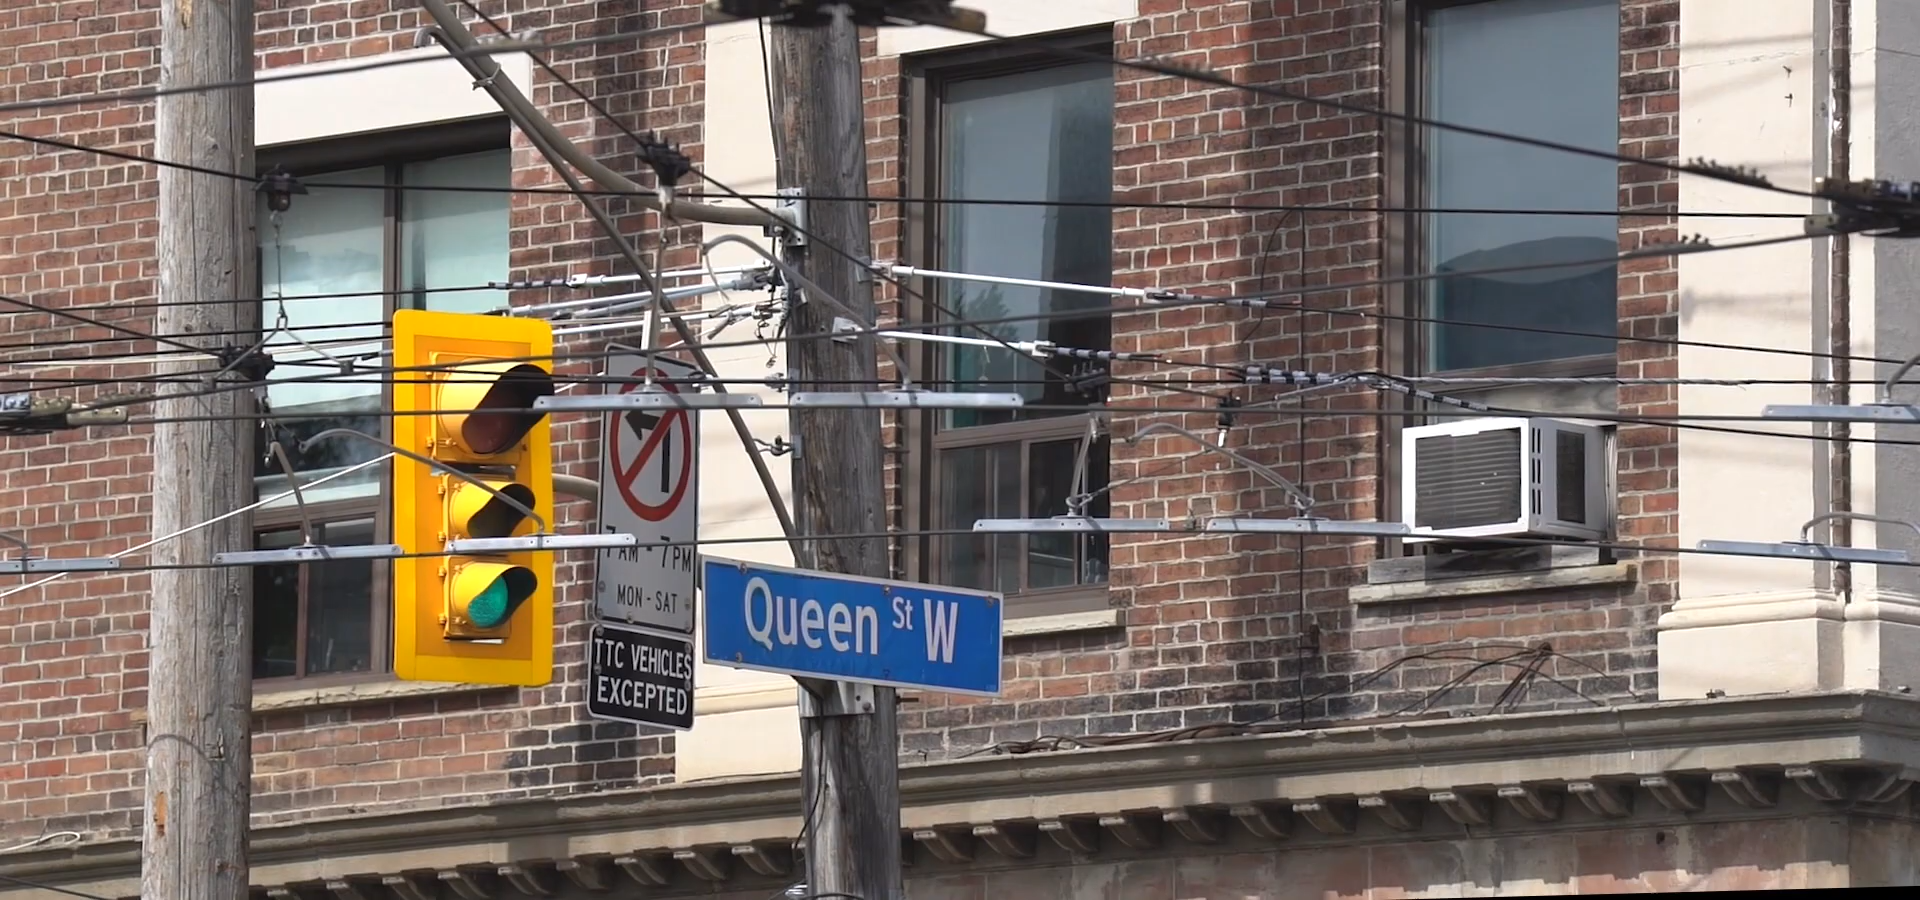 7 AM - 7 PM
MON - SAT
TTC VEHICLES
EXCEPTED
Queen St W